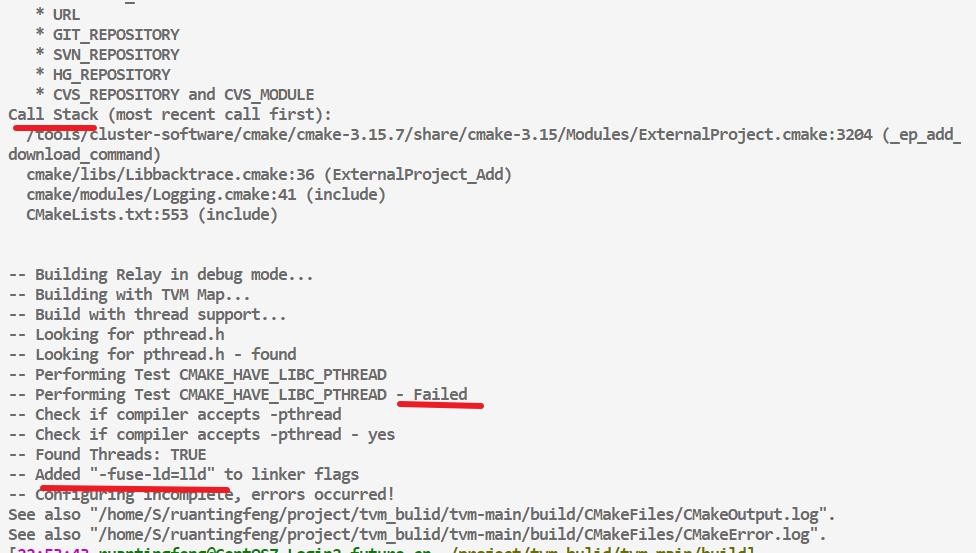 * URL
* GIT_REPOSITORY
* SVN_REPOSITORY
* HG_REPOSITORY
* CVS_REPOSITORY and CVS_MODULE
Call Stack (most recent call first):
/tools/cluster-software/cmake/cmake-3.15.7/share/cmake-3.15/Modules/ExternalProject.cmake:3204 (_ep_add_
download_command)
cmake/libs/Libbacktrace.cmake:36 (ExternalProject_Add)
cmake/modules/Logging.cmake:41 (include)
CMakeLists.txt:553 (include)
-- Building Relay in debug mode...
-- Building with TVM Map...
-- Build with thread support...
-- Looking for pthread.h
-- Looking for pthread.h - found
-- Performing Test CMAKE_HAVE_LIBC_PTHREAD
-- Performing Test CMAKE_HAVE_LIBC_PTHREAD - Failed
-- Check if compiler accepts -pthread
-- Check if compiler accepts -pthread - yes
-- Found Threads: TRUE
-- Added "-fuse-ld=lld" to linker flags
-- Configuring incomplete, errors occurred!
See also "/home/S/ruantingfeng/project/tvm_bulid/tvm-main/build/CMakeFiles/CMakeOutput.log".
See also "/home/S/ruantingfeng/project/tvm_bulid/tvm-main/build/CMakeFiles/CMakeError.log".